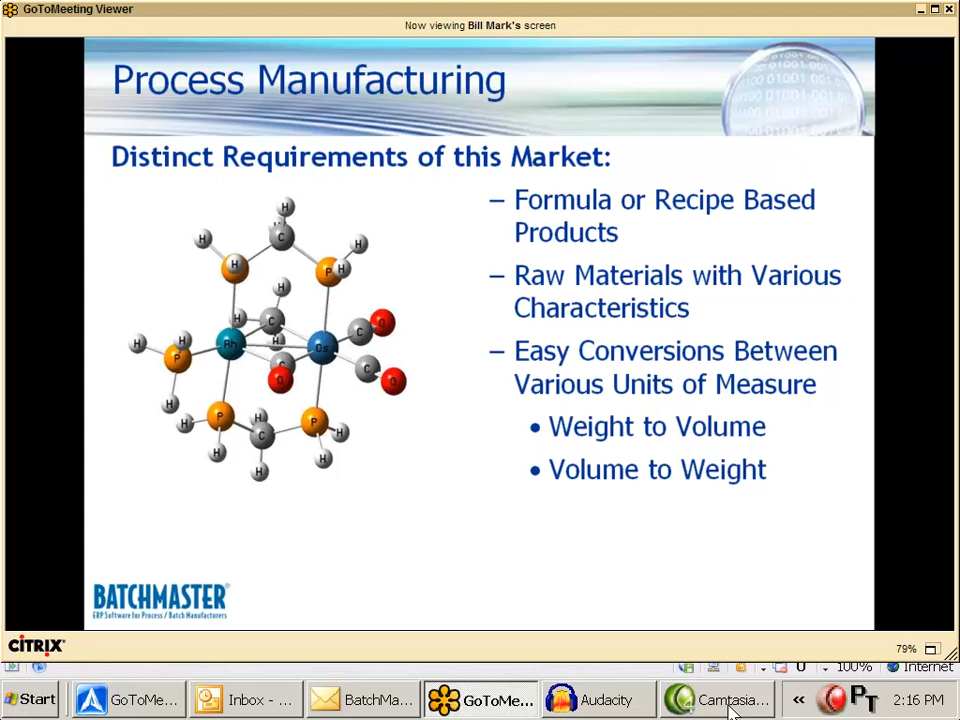 GoToMeeting Viewer
Now viewing Bill Mark's screen
Process Manufacturing
Distinct Requirements of this Market:
– Formula or Recipe Based
Products
– Raw Materials with Various
Characteristics
– Easy Conversions Between
Various Units of Measure
• Weight to Volume
• Volume to Weight
H
C
H
H
H
P
H
H
H
C
H
C
O
Rh
Os
H
H
H
P
C
C
O
O
H
H
P
H
C
P
H
H
H
H
BATCHMASTER
ERP Software for Process / Batch Manufacturers
CITRIX
79%
U
100%
Internet
Start
GoToMe...
Inbox - ...
BatchMa...
GoToMe...
Audacity
Camtasia...
«
PT
2:16 PM